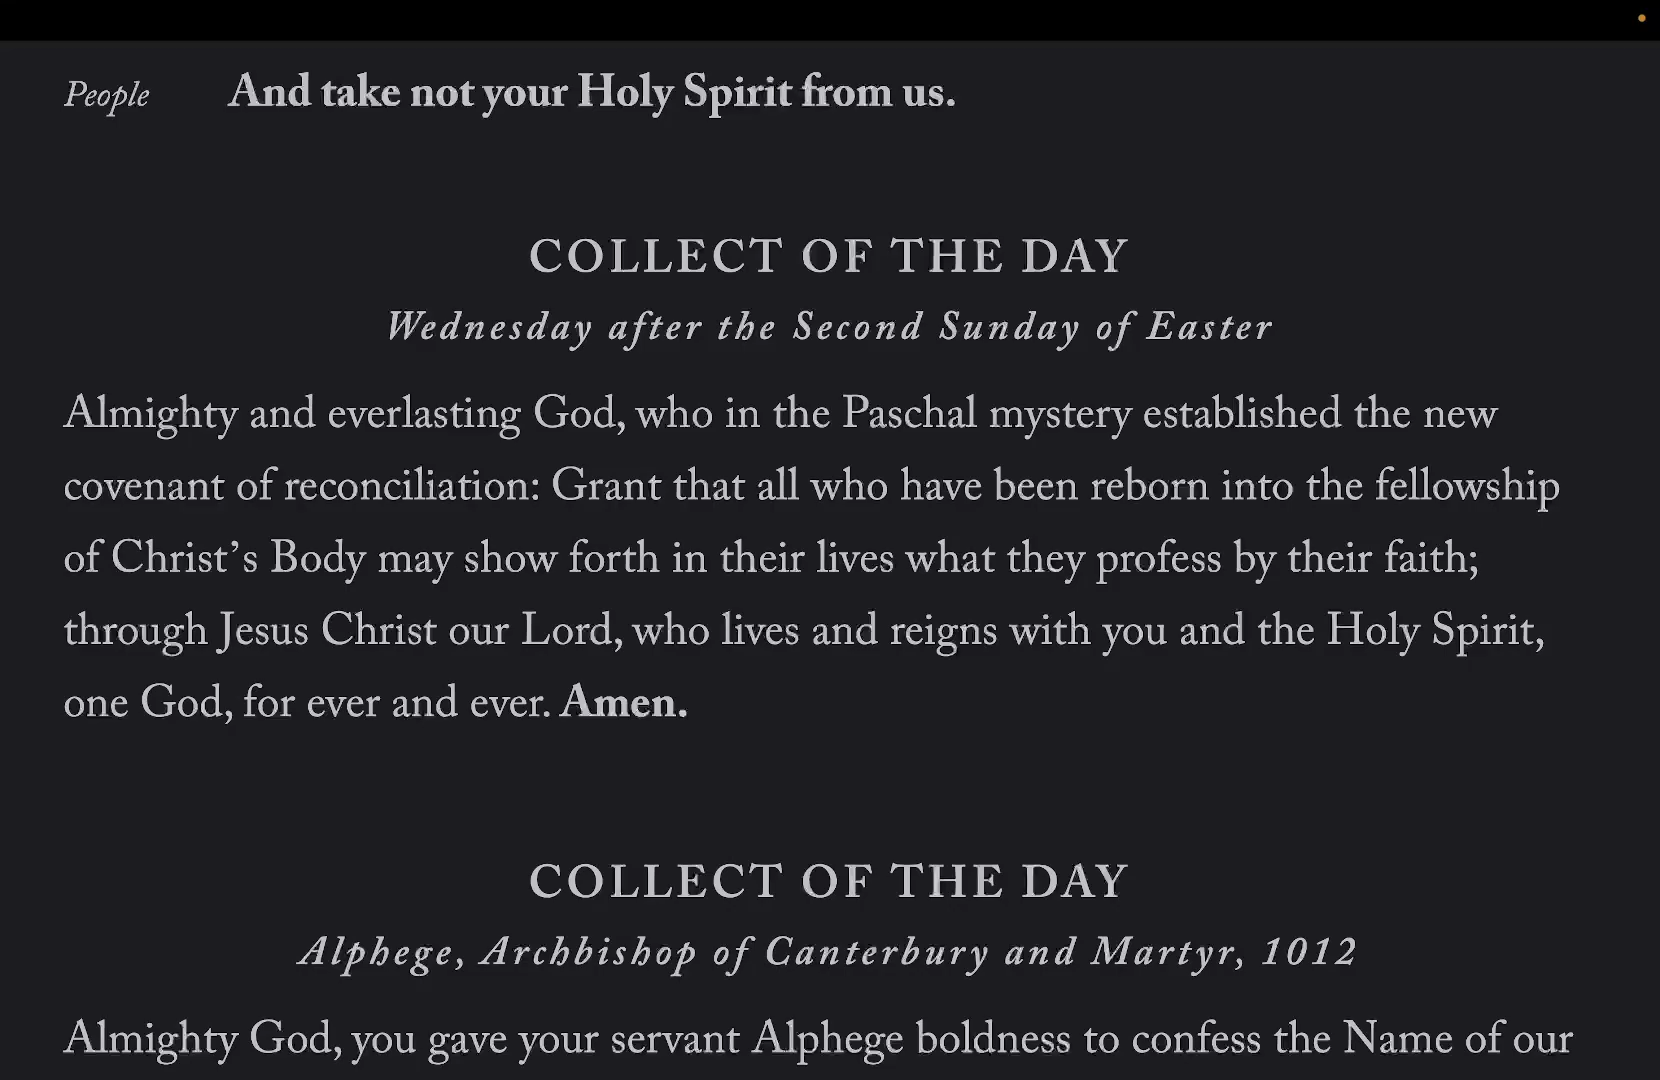 People And take not your Holy Spirit from us.
COLLECT OF THE DAY
Wednesday after the Second Sunday of Easter
Almighty and everlasting God, who in the Paschal mystery established the new
covenant of reconciliation: Grant that all who have been reborn into the fellowship
of Christ’s Body may show forth in their lives what they profess by their faith;
through Jesus Christ our Lord, who lives and reigns with you and the Holy Spirit,
one God, for ever and ever. Amen.
COLLECT OF THE DAY
Alphege, Archbishop of Canterbury and Martyr, 1012
Almighty God, you gave your servant Alphege boldness to confess the Name of our